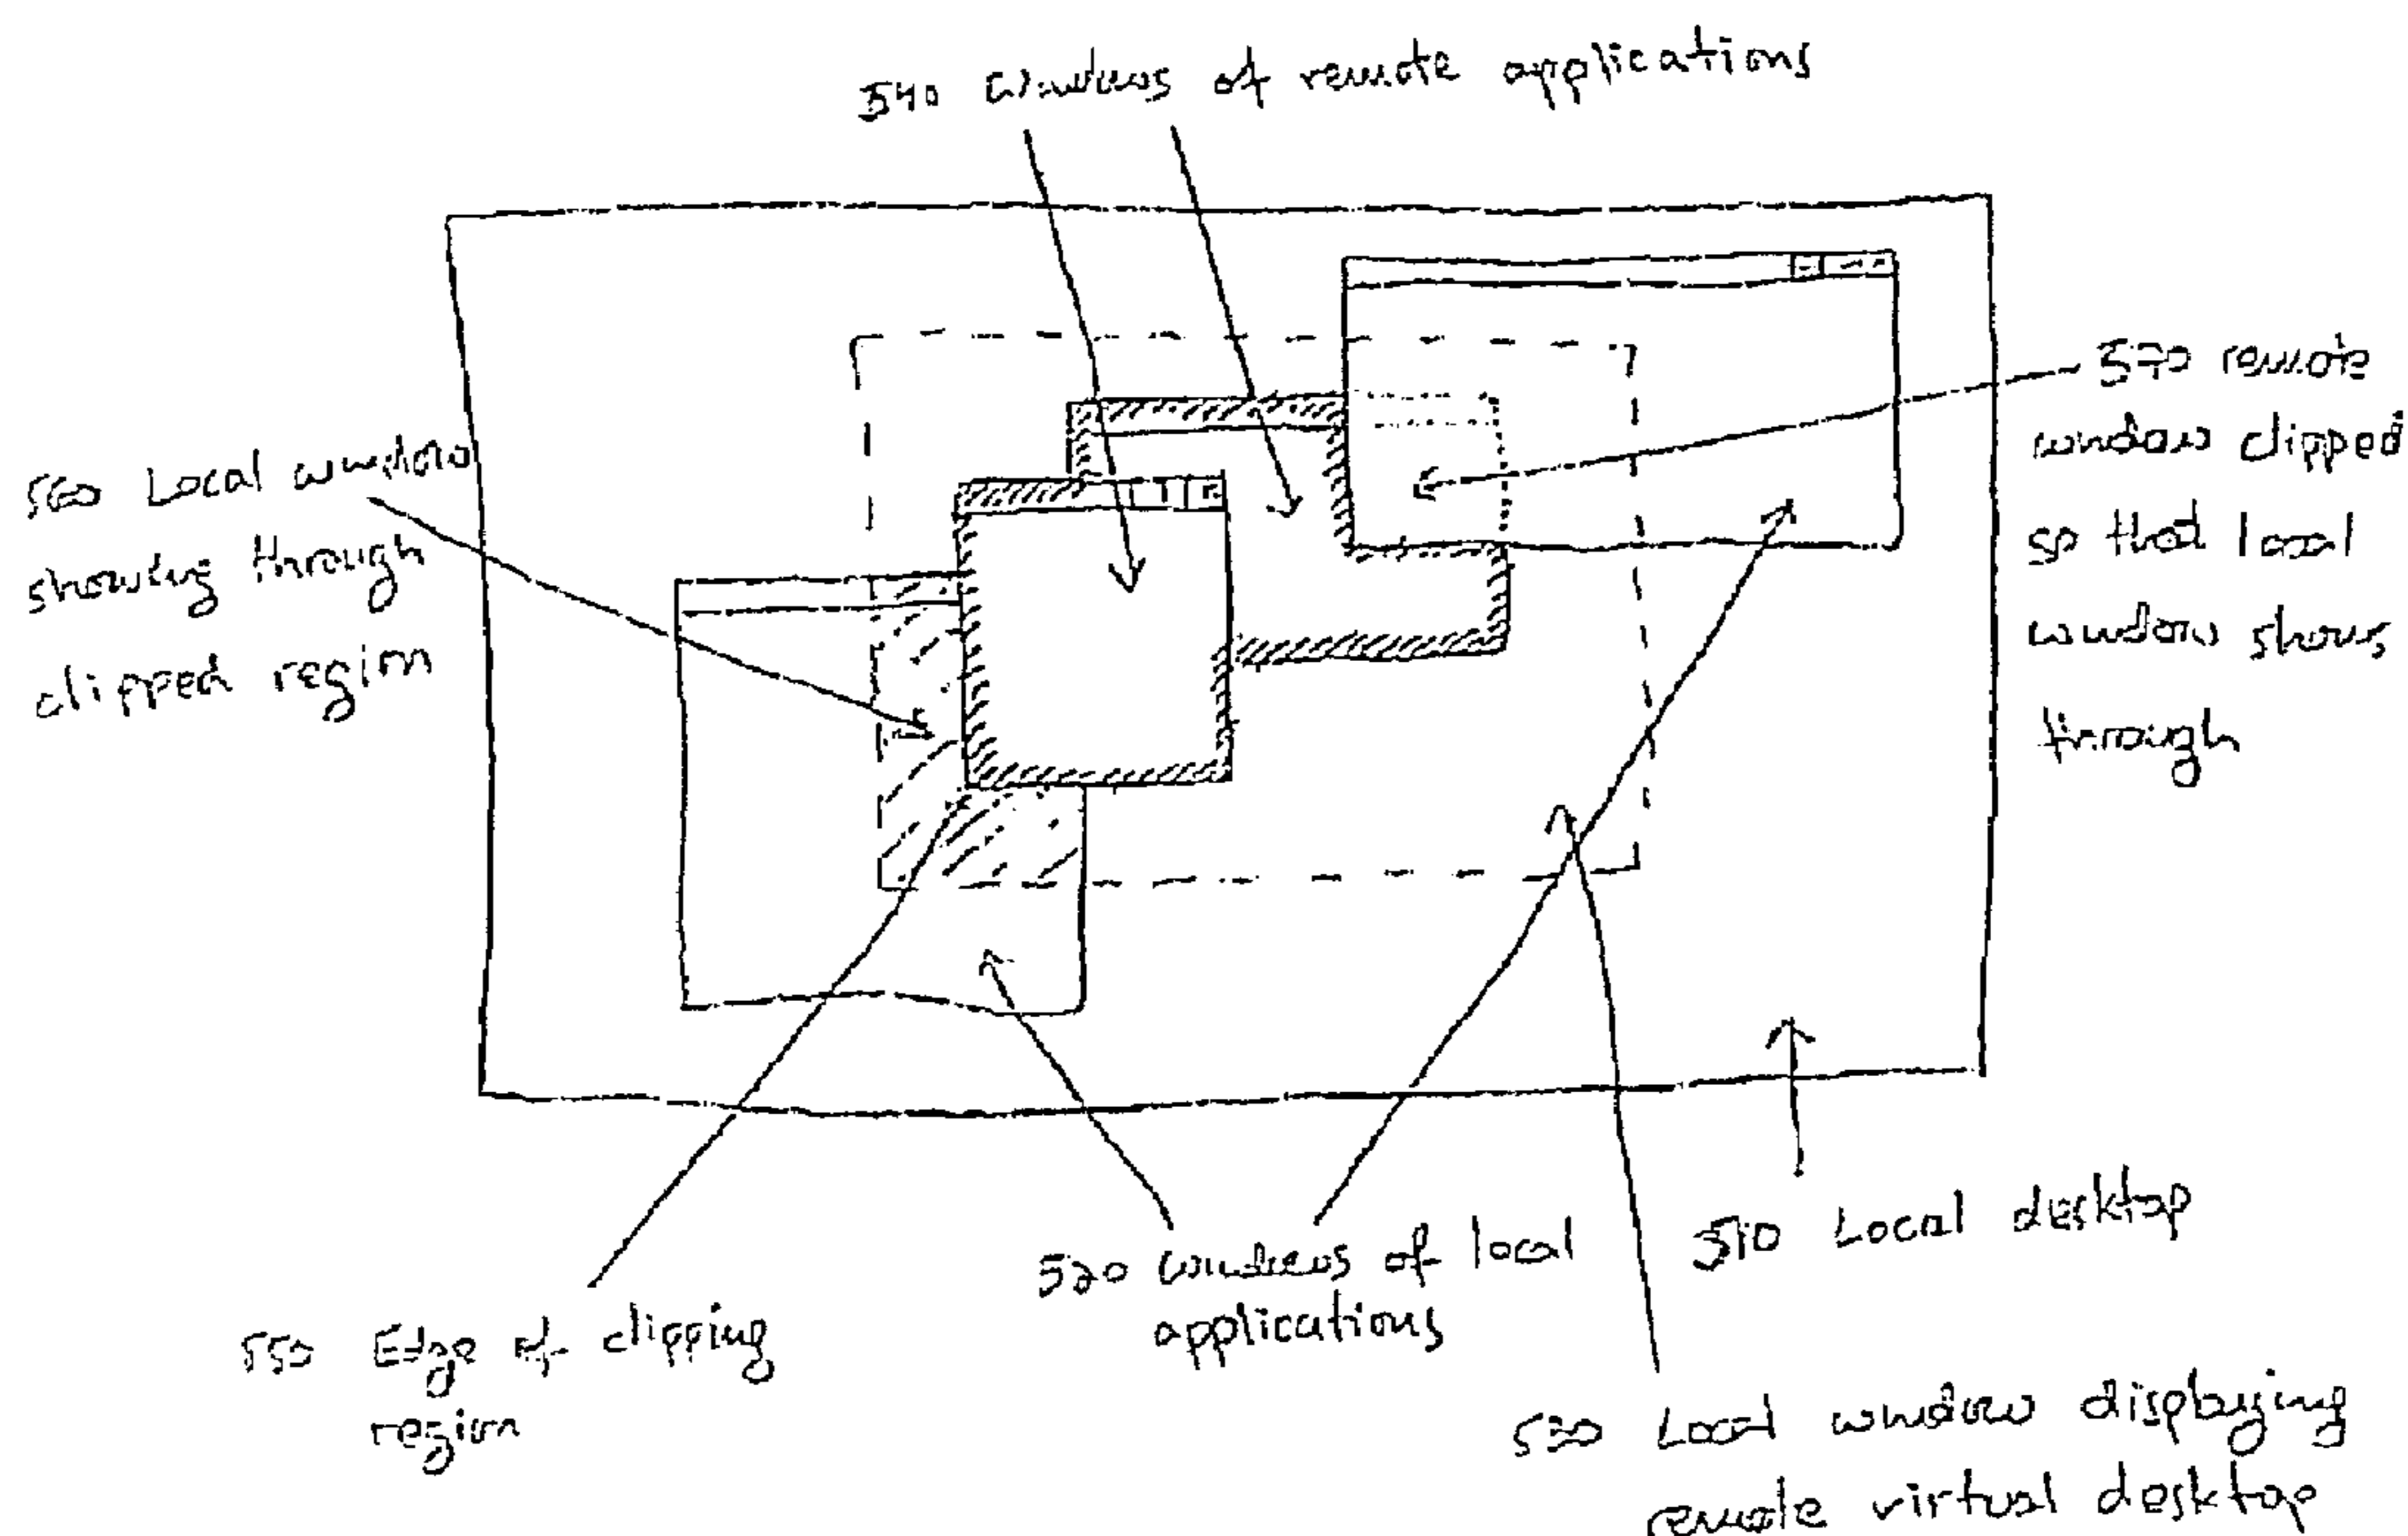 540 windows of remote applications
570 remote
window clipped
so that local
window shows
through
560 Local window
showing through
clipped region
550 Edge of clipping
region
520 windows of local
applications
510 Local desktop
530 Local window displaying
remote virtual desktop